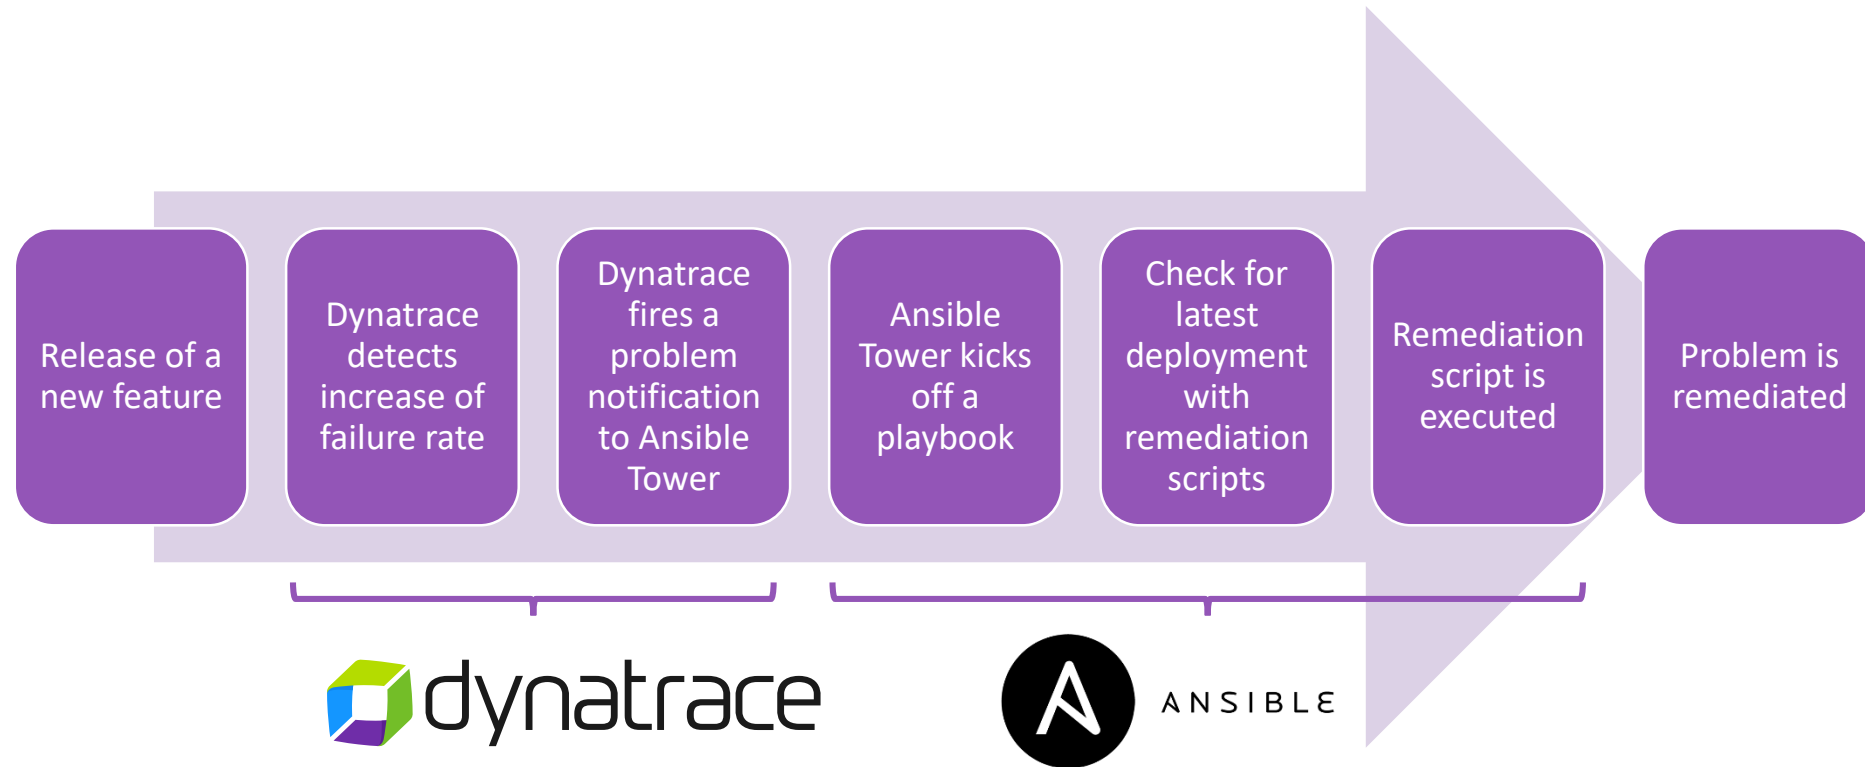 Release of a
new feature
Dynatrace
detects
increase of
failure rate
Dynatrace
fires a
problem
notification
to Ansible
Tower
Ansible
Tower kicks
off a
playbook
Check for
latest
deployment
with
remediation
scripts
Remediation
script is
executed
Problem is
remediated
dynatrace
ANSIBLE